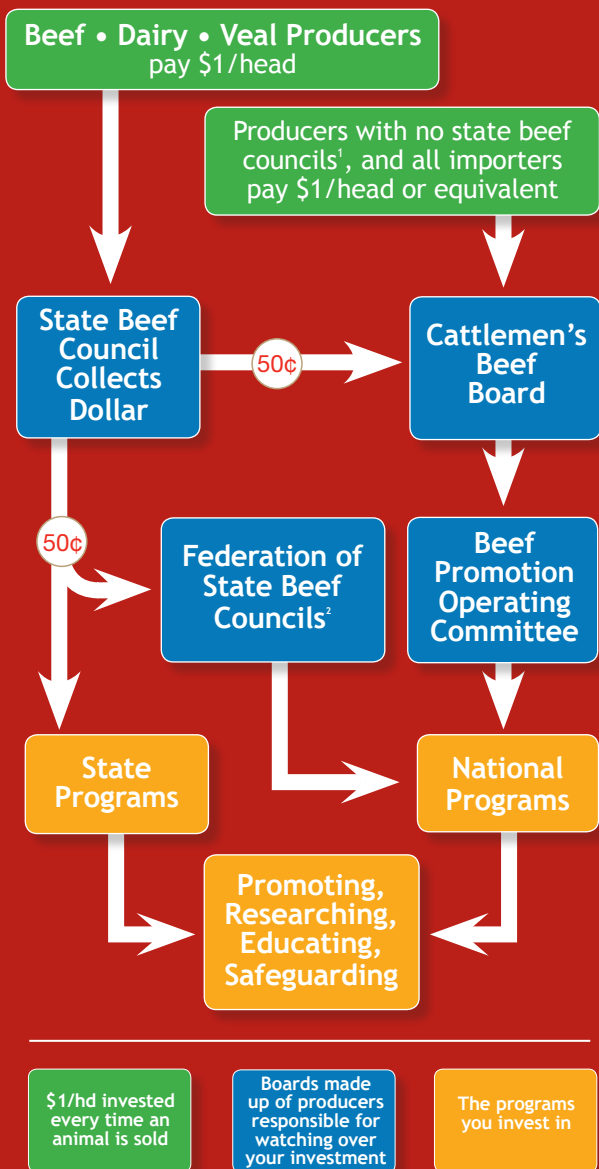 Beef • Dairy • Veal Producers
pay $1/head
Producers with no state beef
councils¹, and all importers
pay $1/head or equivalent
State Beef
Council
Collects
Dollar
50¢
Cattlemen’s
Beef
Board
50¢
Federation of
State Beef
Councils²
Beef
Promotion
Operating
Committee
State
Programs
National
Programs
Promoting,
Researching,
Educating,
Safeguarding
$1/hd invested
every time an
animal is sold
Boards made
up of producers
responsible for
watching over
your investment
The programs
you invest in